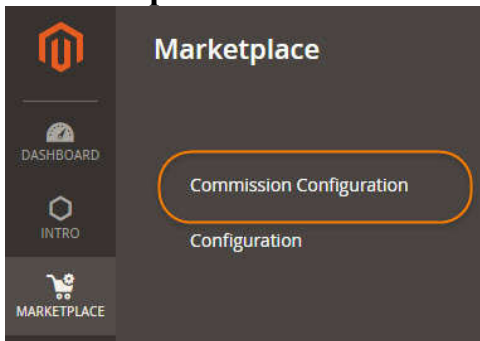 Marketplace
DASHBOARD
Commission Configuration
INTRO
Configuration
MARKETPLACE